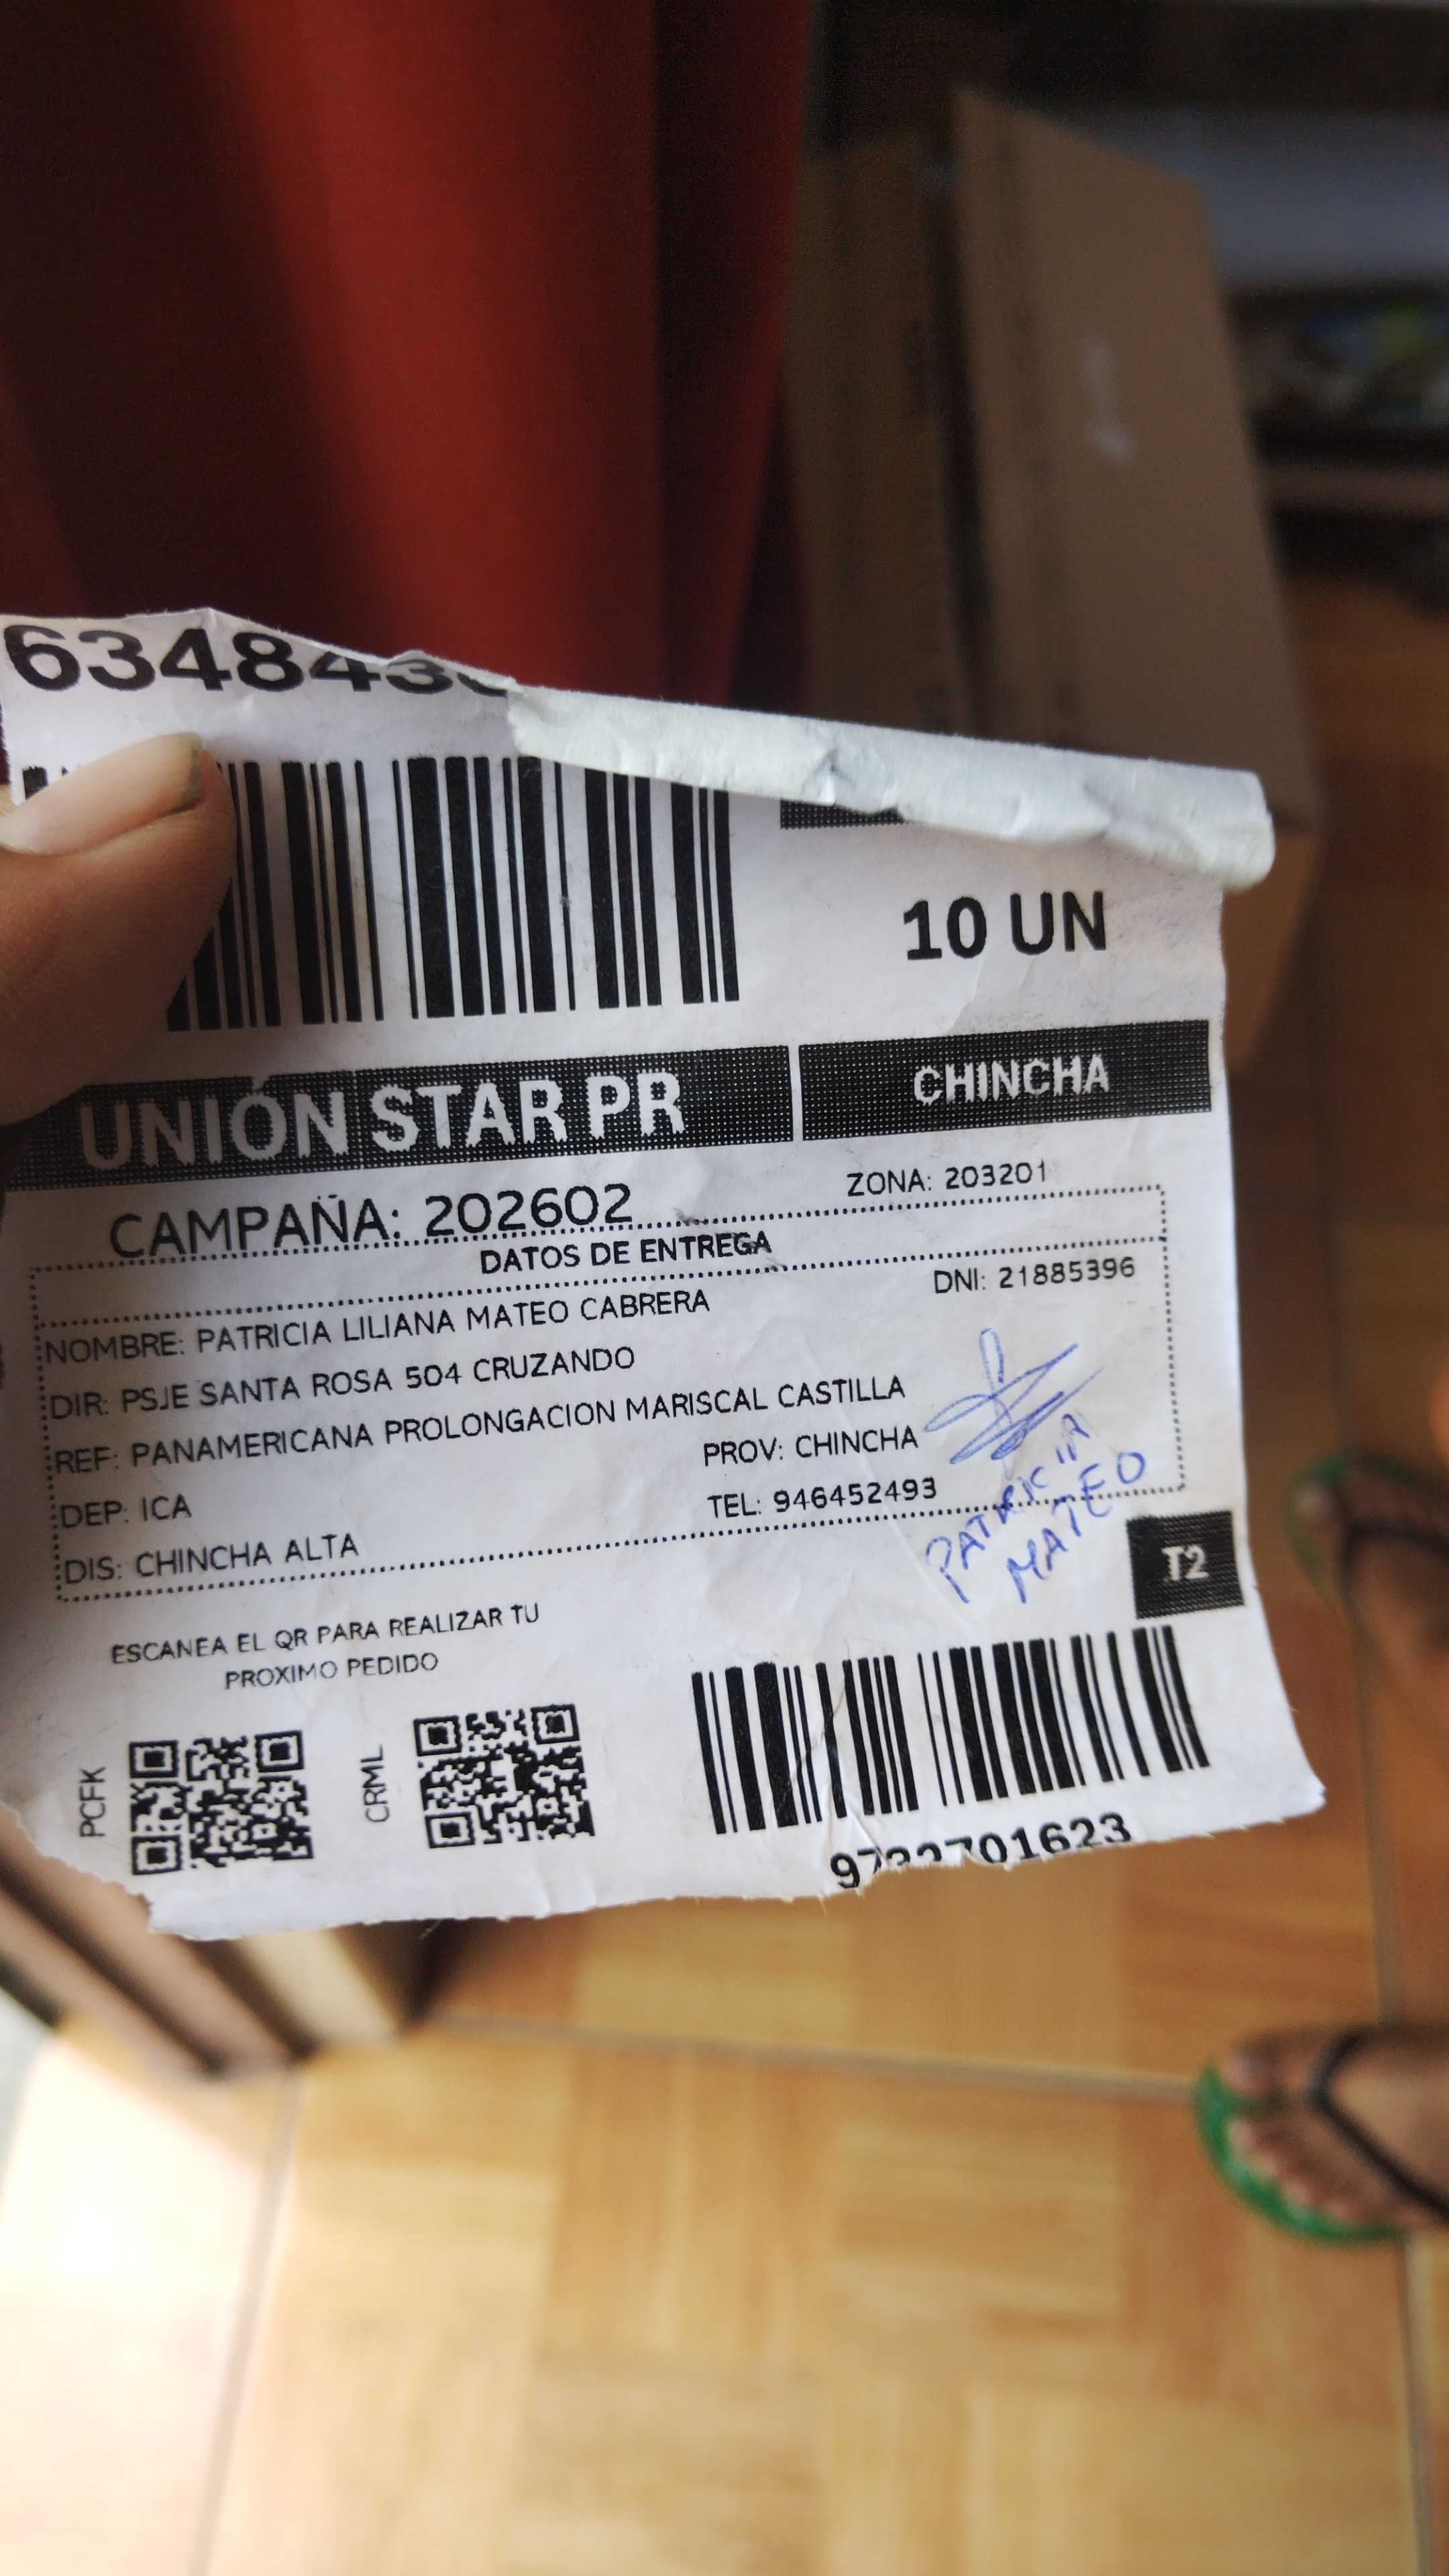 634843
10 UN
UNIÓN STAR PR
CHINCHA
CAMPAÑA: 202602
ZONA: 203201
DATOS DE ENTREGA
DNI: 21885396
NOMBRE: PATRICIA LILIANA MATEO CABRERA
DIR: PSJE SANTA ROSA 504 CRUZANDO
REF: PANAMERICANA PROLONGACION MARISCAL CASTILLA
DEP: ICA
PROV: CHINCHA
DIS: CHINCHA ALTA
TEL: 946452493
PATRICIA
MATEO
T2
ESCANEA EL QR PARA REALIZAR TU
PROXIMO PEDIDO
PCFK
CRML